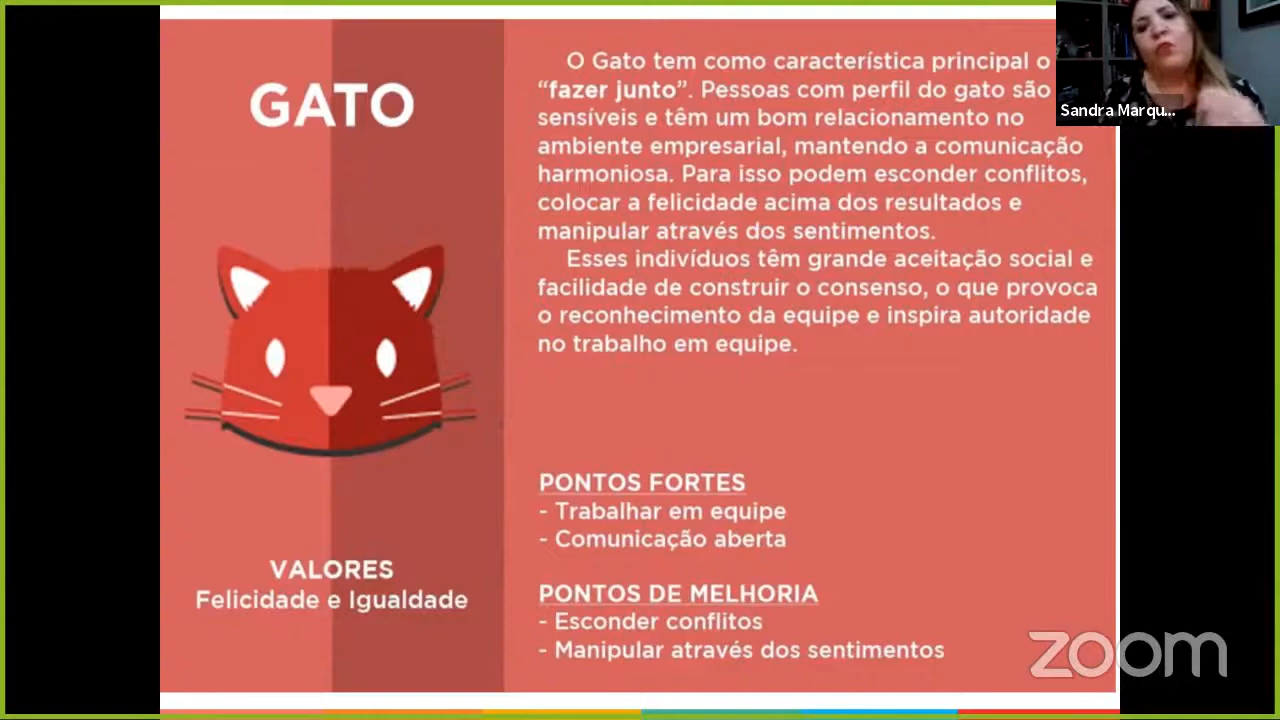 GATO
VALORES
Felicidade e Igualdade
O Gato tem como característica principal o
“fazer junto”. Pessoas com perfil do gato são
sensíveis e têm um bom relacionamento no
ambiente empresarial, mantendo a comunicação
harmoniosa. Para isso podem esconder conflitos,
colocar a felicidade acima dos resultados e
manipular através dos sentimentos.
Esses indivíduos têm grande aceitação social e
facilidade de construir o consenso, o que provoca
o reconhecimento da equipe e inspira autoridade
no trabalho em equipe.
PONTOS FORTES
- Trabalhar em equipe
- Comunicação aberta
PONTOS DE MELHORIA
- Esconder conflitos
- Manipular através dos sentimentos
Sandra Marqu...
zoom